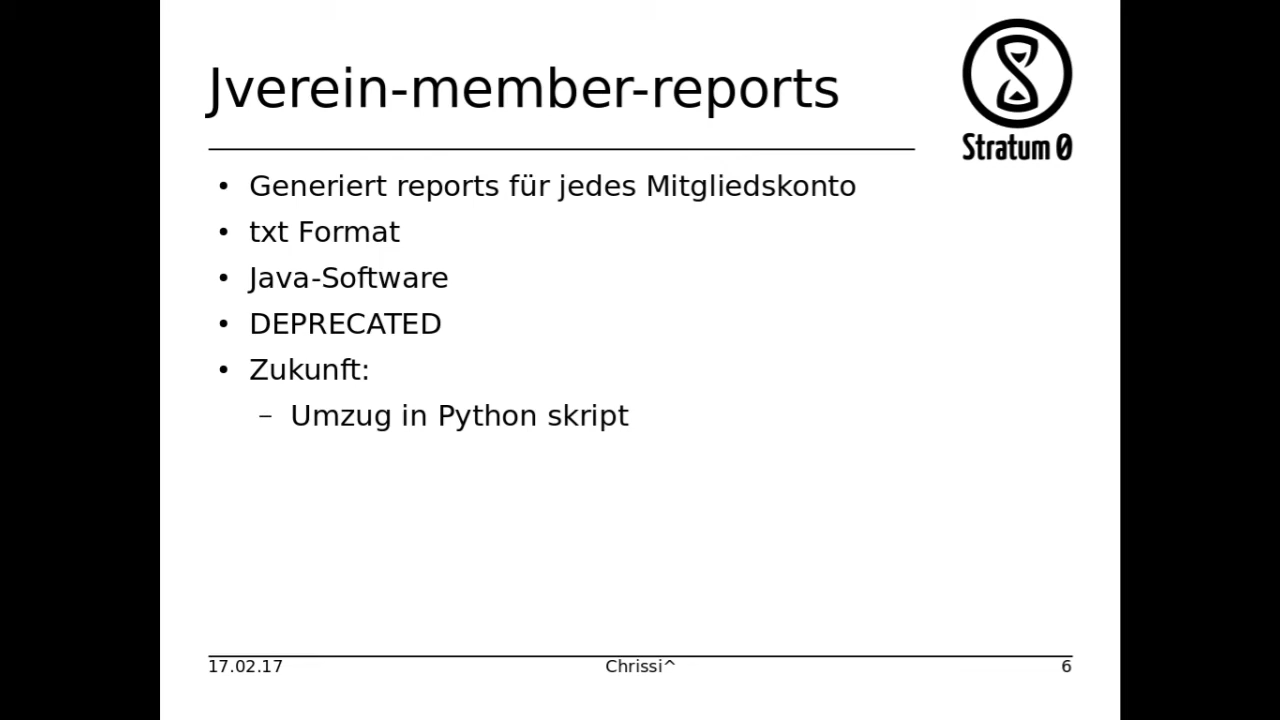 Jverein-member-reports
Stratum 0
• Generiert reports für jedes Mitgliedskonto
• txt Format
• Java-Software
• DEPRECATED
• Zukunft:
– Umzug in Python skript
17.02.17 Chrissi^ 6